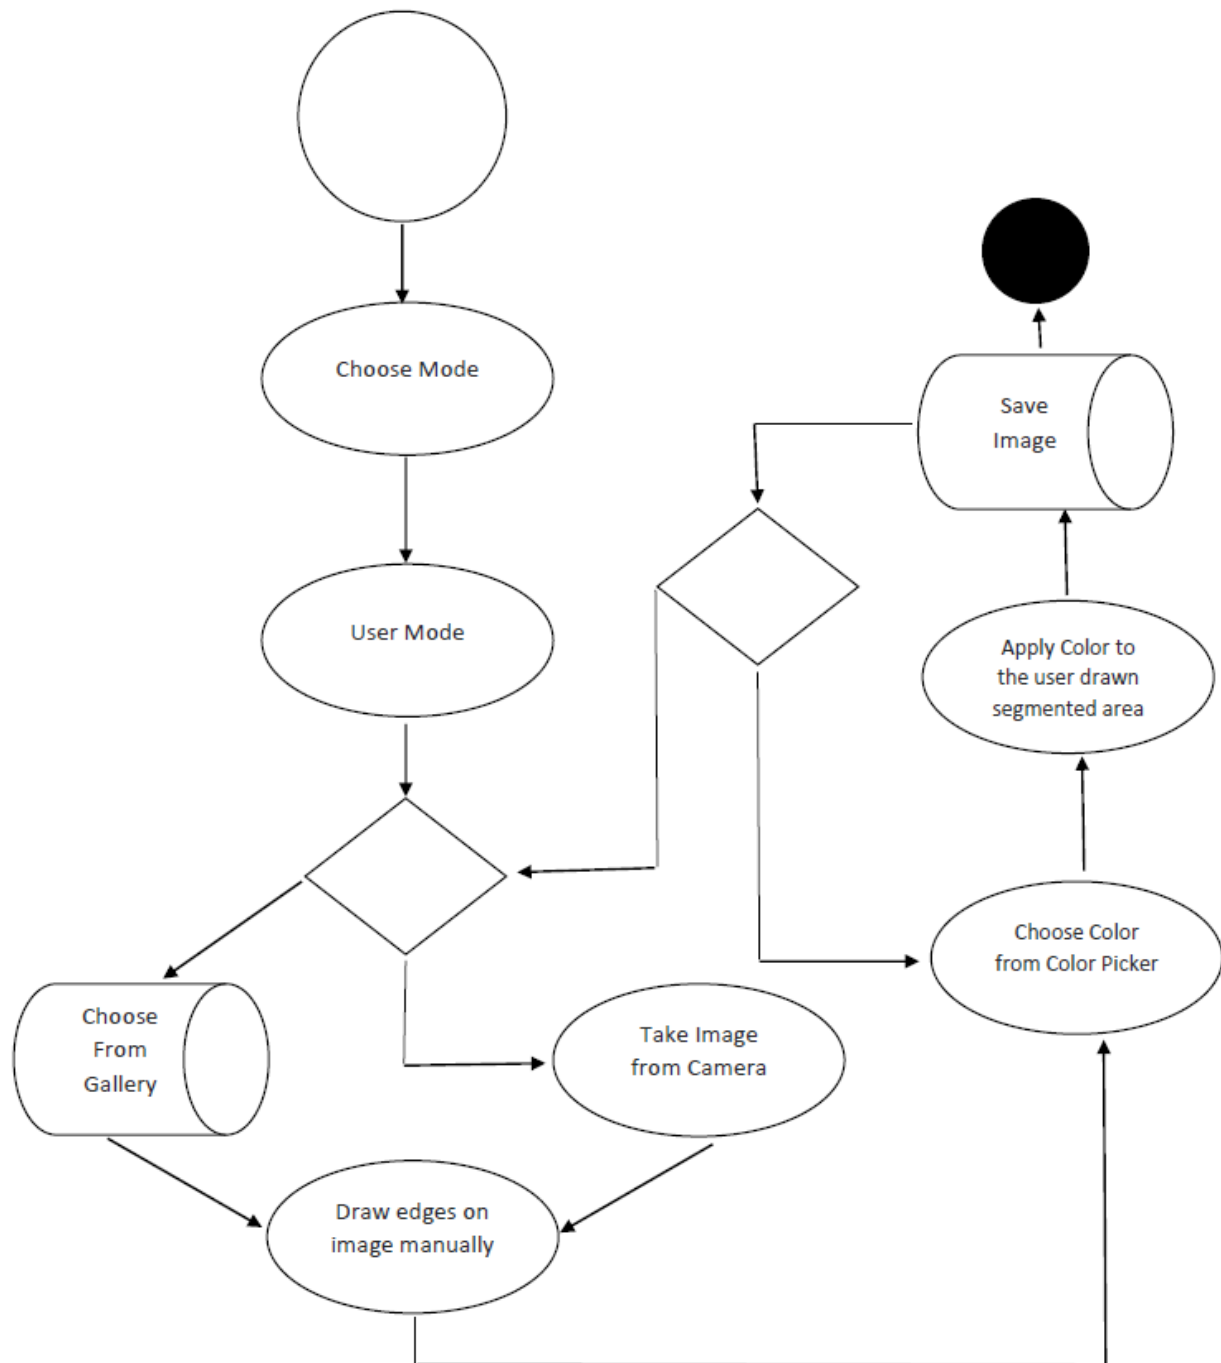 Choose Mode
User Mode
Choose
From
Gallery
Take Image
from Camera
Draw edges on
image manually
Choose Color
from Color Picker
Apply Color to
the user drawn
segmented area
Save
Image